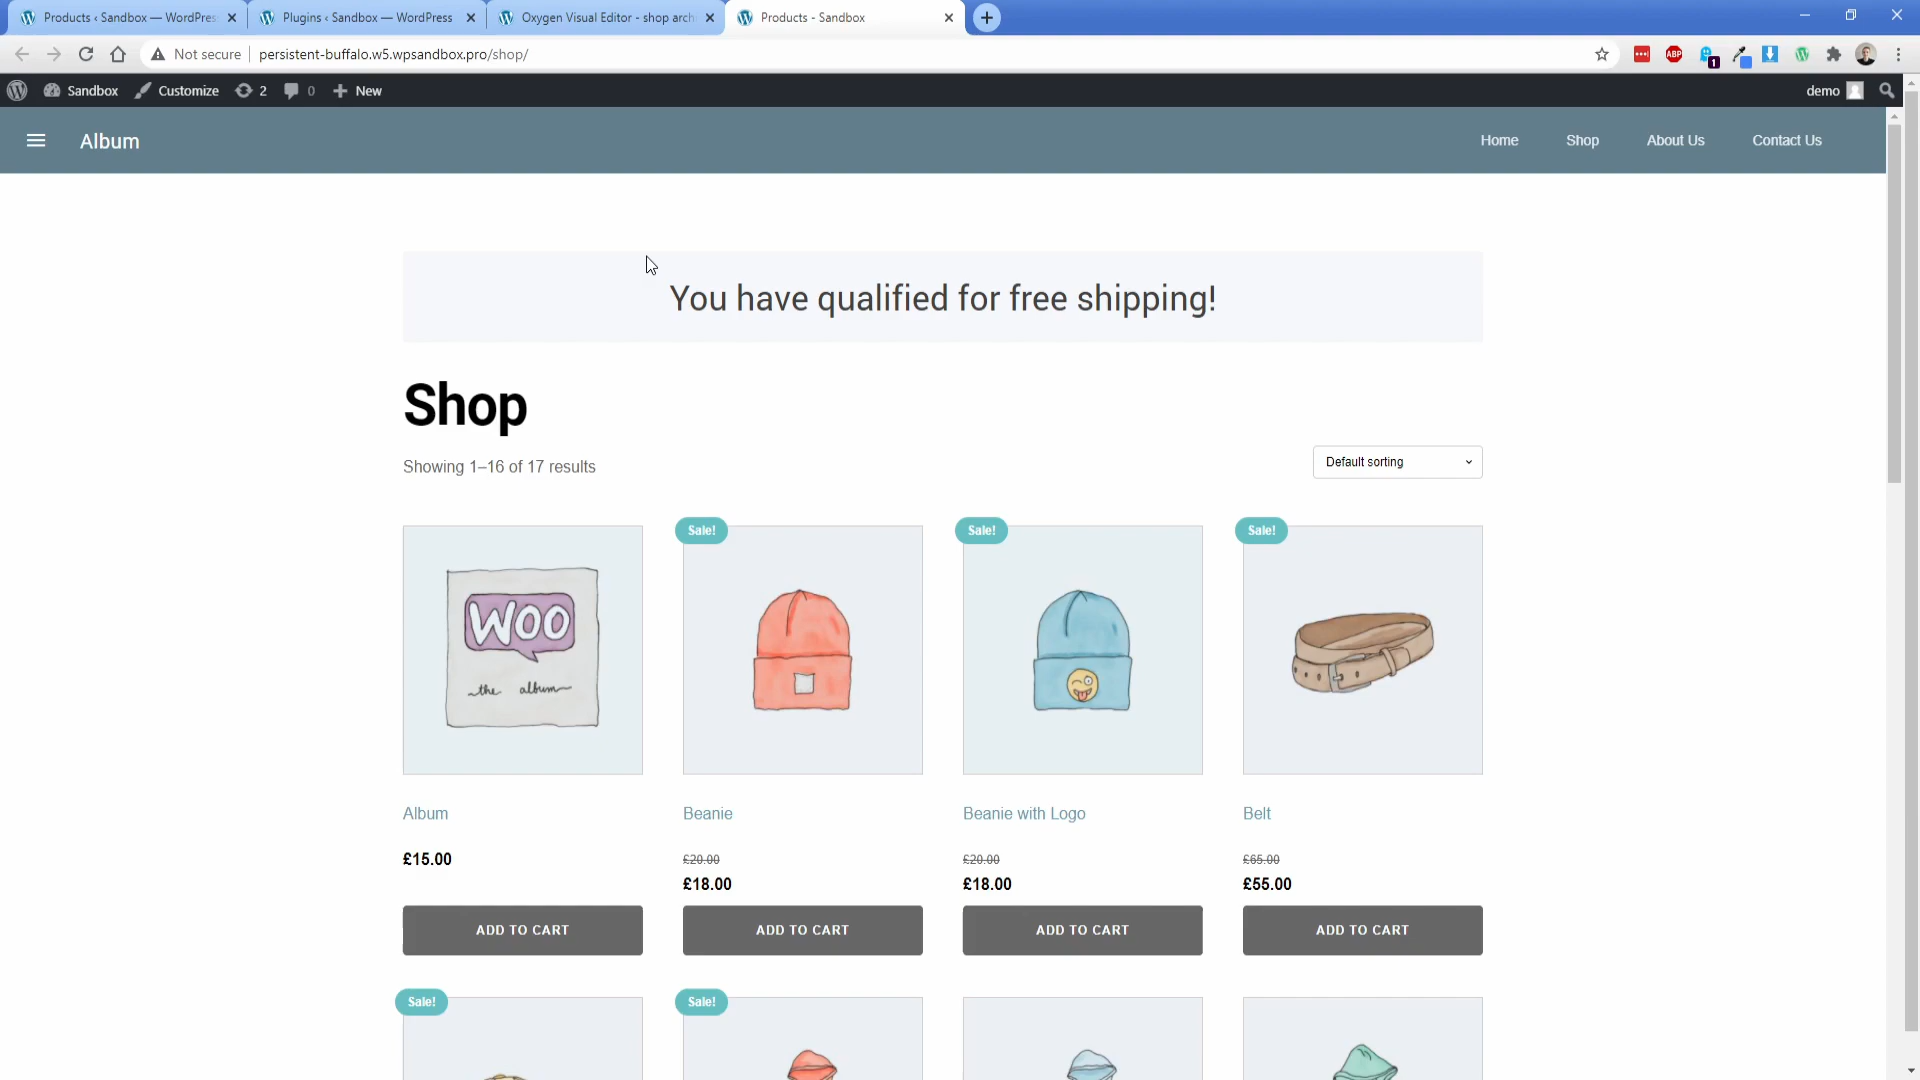 Products ‹ Sandbox — WordPres
Plugins ‹ Sandbox — WordPress
Oxygen Visual Editor - shop arch
Products - Sandbox
Not secure
persistent-buffalo.w5.wpsandbox.pro/shop/
ABP
1
Sandbox
Customize
2
0
New
demo
Album
Home
Shop
About Us
Contact Us
You have qualified for free shipping!
Shop
Showing 1–16 of 17 results
Default sorting
Sale!
Sale!
Sale!
WOO
the album
Album
Beanie
Beanie with Logo
Belt
£20.00
£20.00
£65.00
£15.00
£18.00
£18.00
£55.00
ADD TO CART
ADD TO CART
ADD TO CART
ADD TO CART
Sale!
Sale!